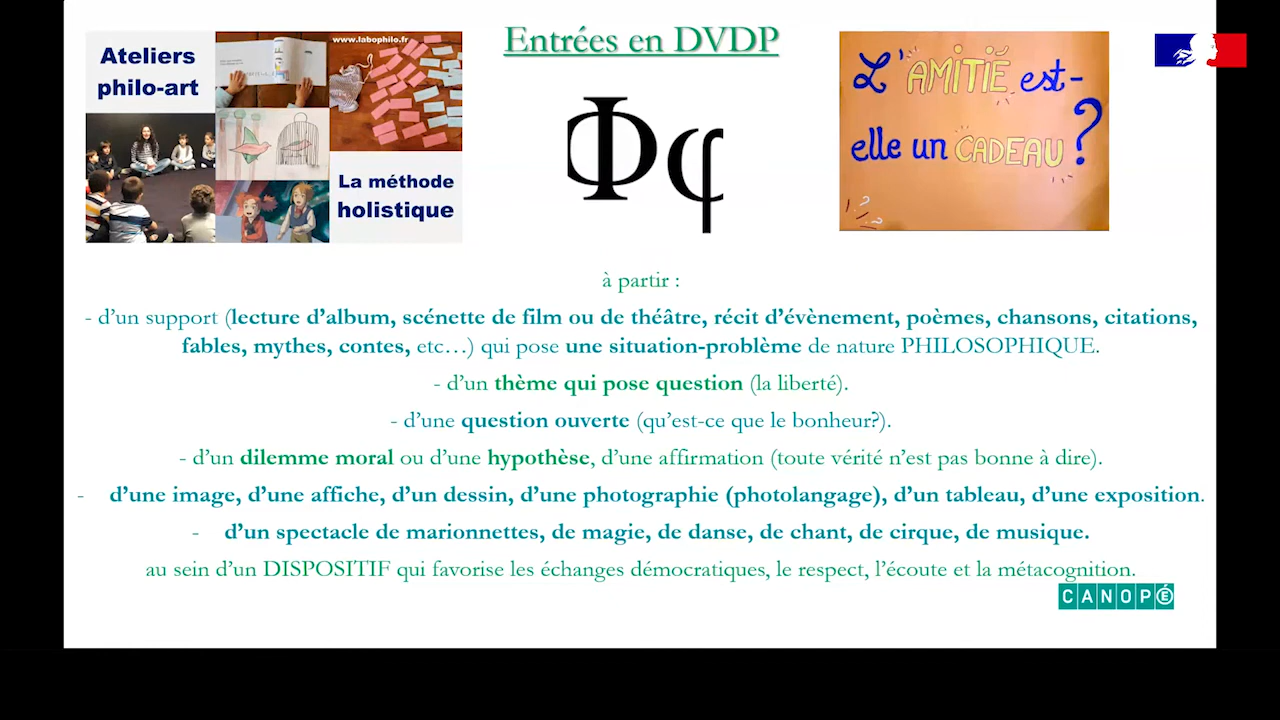 Entrées en DVDP
Ateliers
philo-art
www.labophilo.fr
La méthode
holistique
Φφ
L'AMITIÉ est-
elle un CADEAU ?
? ?
à partir :
- d'un support (lecture d'album, scénette de film ou de théâtre, récit d'évènement, poèmes, chansons, citations,
fables, mythes, contes, etc…) qui pose une situation-problème de nature PHILOSOPHIQUE.
- d'un thème qui pose question (la liberté).
- d'une question ouverte (qu'est-ce que le bonheur?).
- d'un dilemme moral ou d'une hypothèse, d'une affirmation (toute vérité n'est pas bonne à dire).
- d'une image, d'une affiche, d'un dessin, d'une photographie (photolangage), d'un tableau, d'une exposition.
- d'un spectacle de marionnettes, de magie, de danse, de chant, de cirque, de musique.
au sein d'un DISPOSITIF qui favorise les échanges démocratiques, le respect, l'écoute et la métacognition.
CANOPÉ